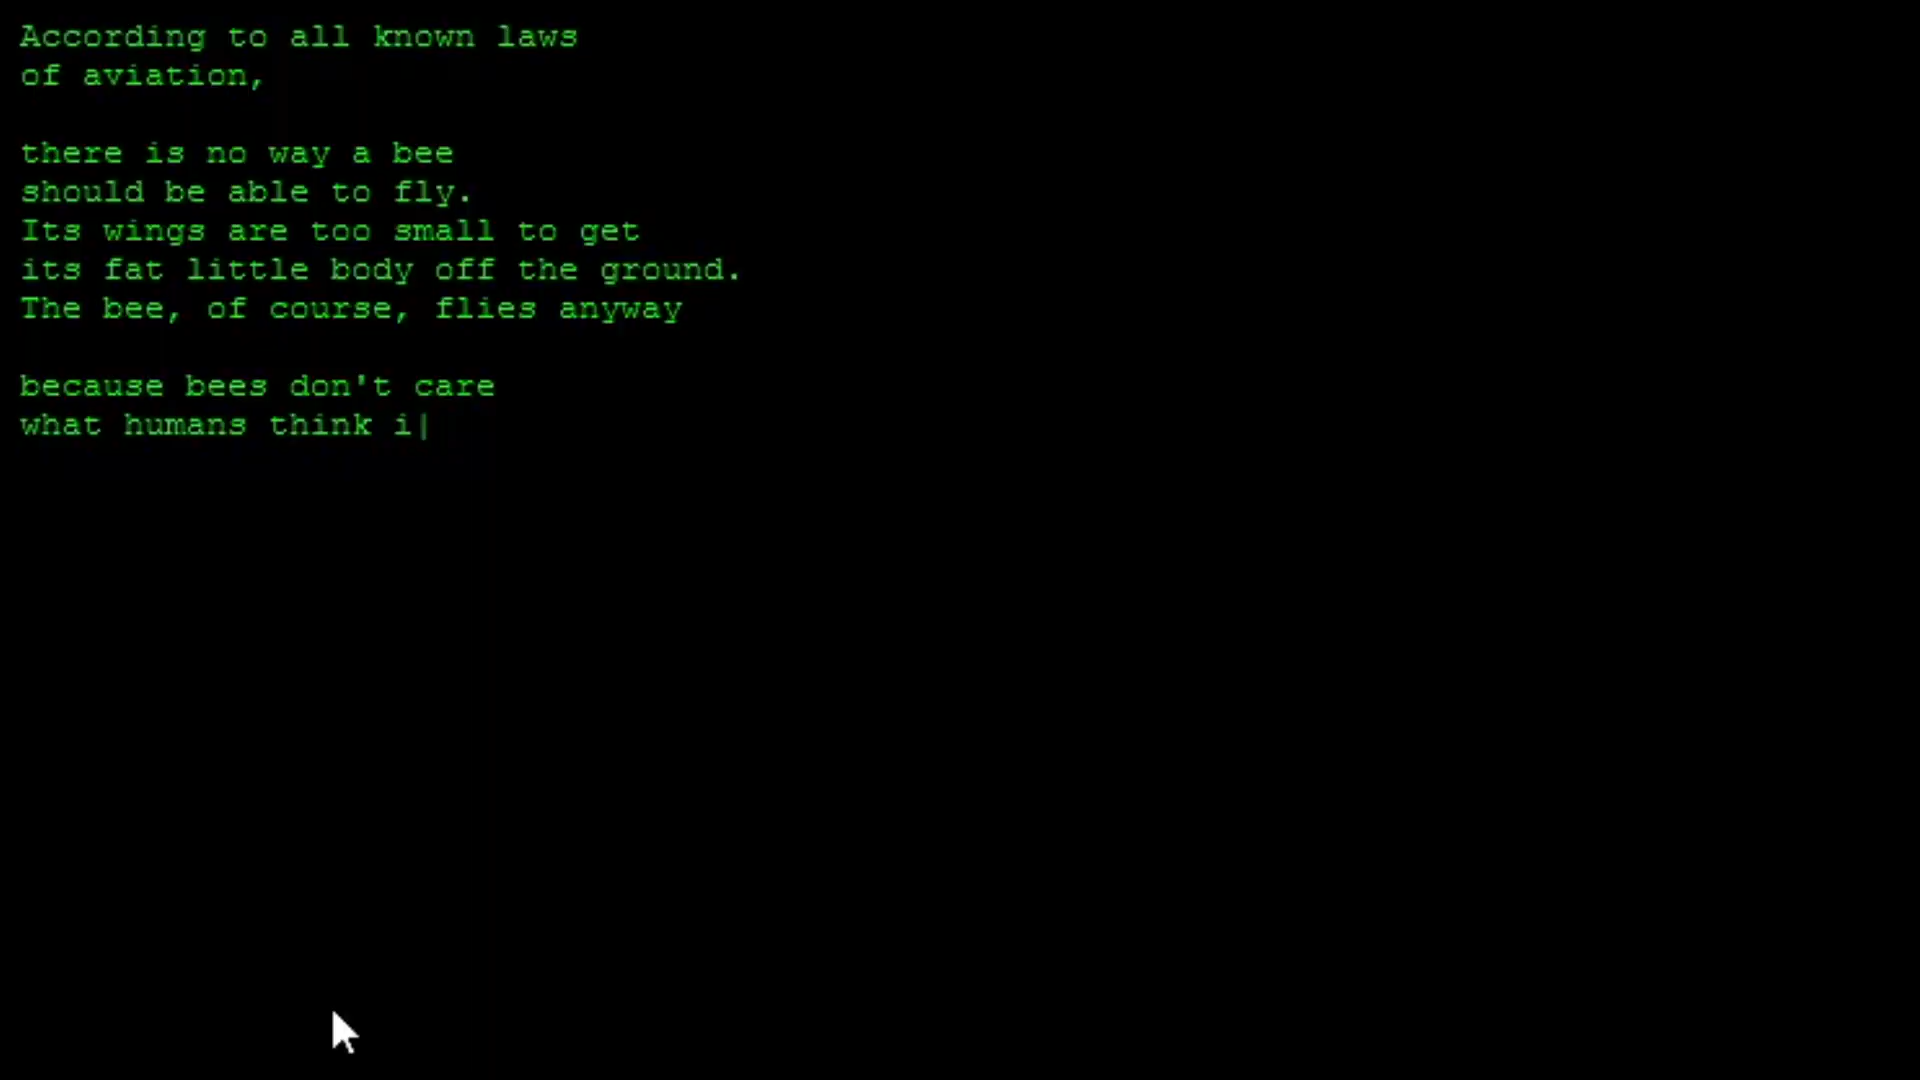 According to all known laws
of aviation,
there is no way a bee
should be able to fly.
Its wings are too small to get
its fat little body off the ground.
The bee, of course, flies anyway
because bees don't care
what humans think i|